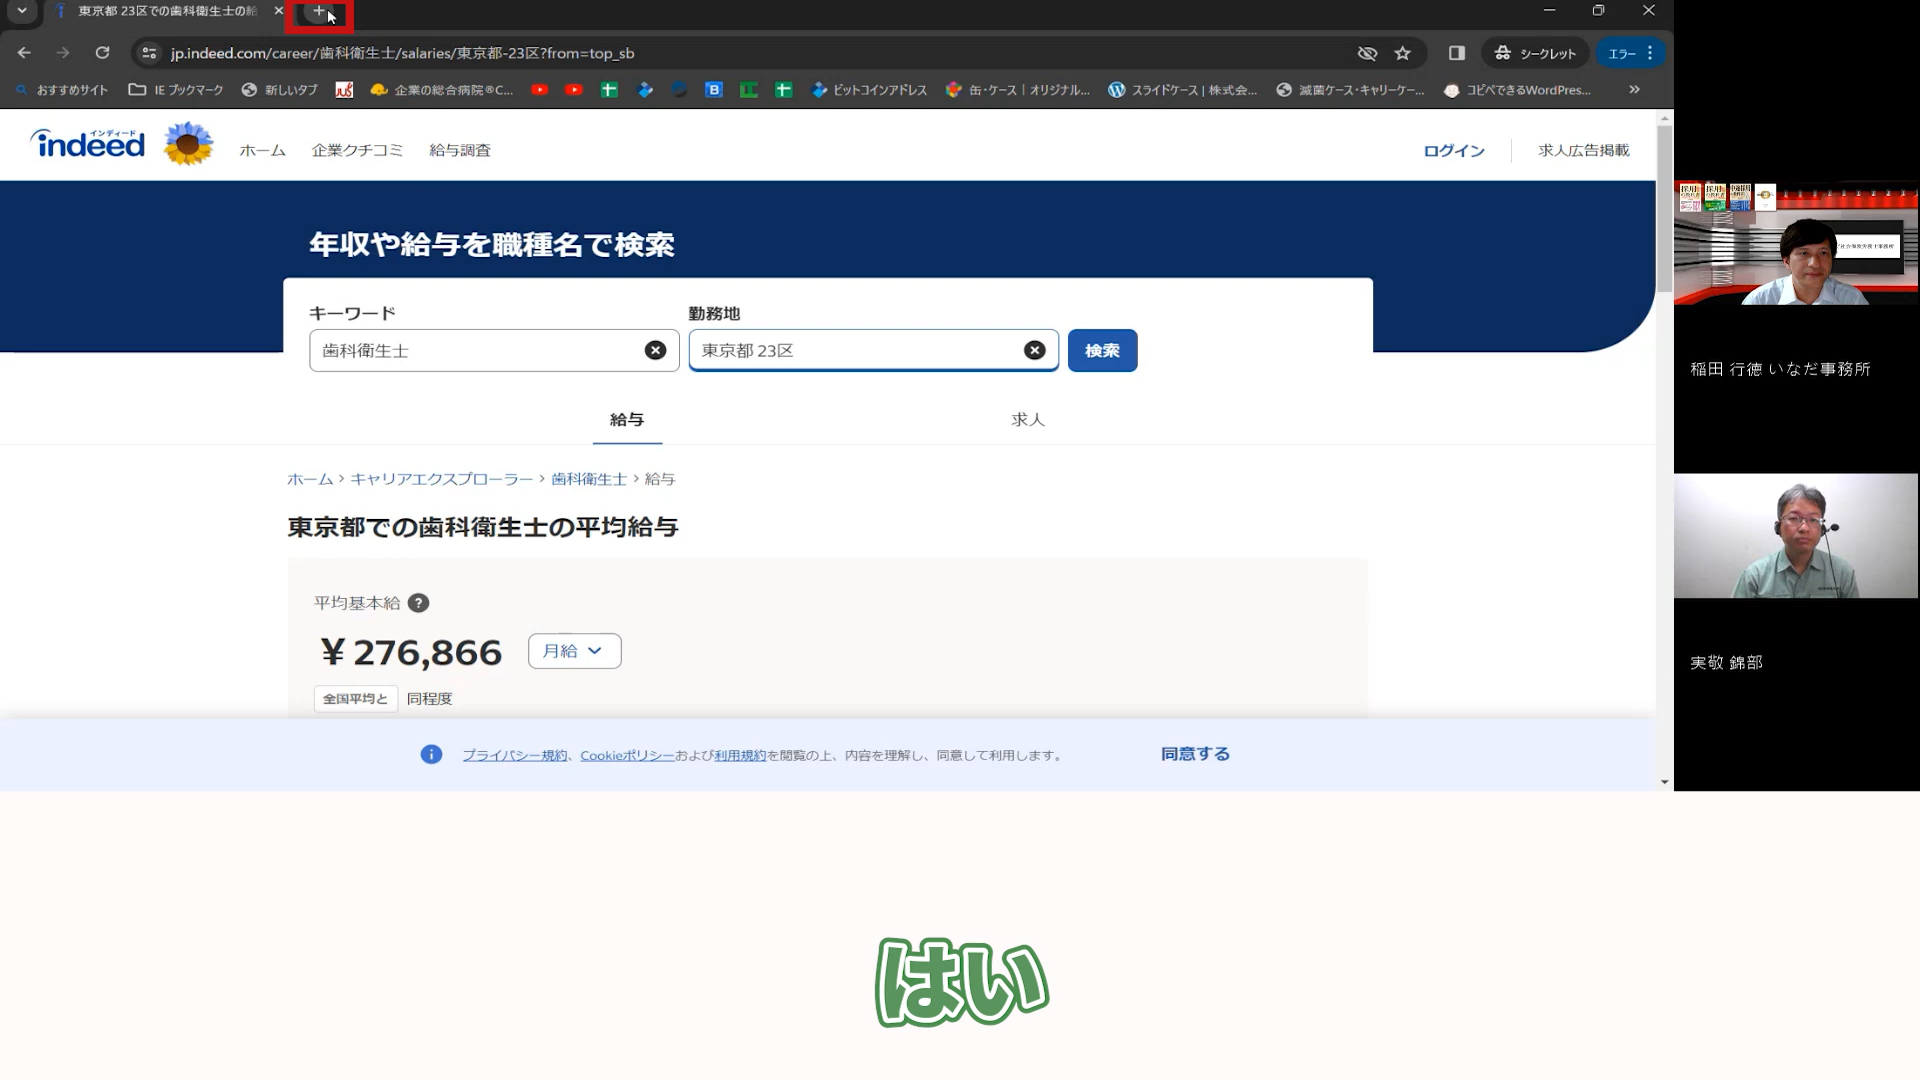 東京都 23区での歯科衛生士の給
jp.indeed.com/career/歯科衛生士/salaries/東京都-23区?from=top_sb
シークレット
エラー
おすすめサイト
IE ブックマーク
新しいタブ
企業の総合病院®C...
ビットコインアドレス
缶・ケース | オリジナル...
スライドケース | 株式会...
滅菌ケース・キャリーケー...
コピペできるWordPres...
インディード
indeed
ホーム
企業クチコミ
給与調査
ログイン
求人広告掲載
年収や給与を職種名で検索
キーワード
勤務地
歯科衛生士
東京都 23区
検索
給与
求人
ホーム > キャリアエクスプローラー > 歯科衛生士 > 給与
東京都での歯科衛生士の平均給与
平均基本給 ?
¥ 276,866
月給
全国平均と 同程度
プライバシー規約、Cookieポリシーおよび利用規約を閲覧の上、内容を理解し、同意して利用します。
同意する
稲田 行徳 いなだ事務所
実敬 錦部
はい